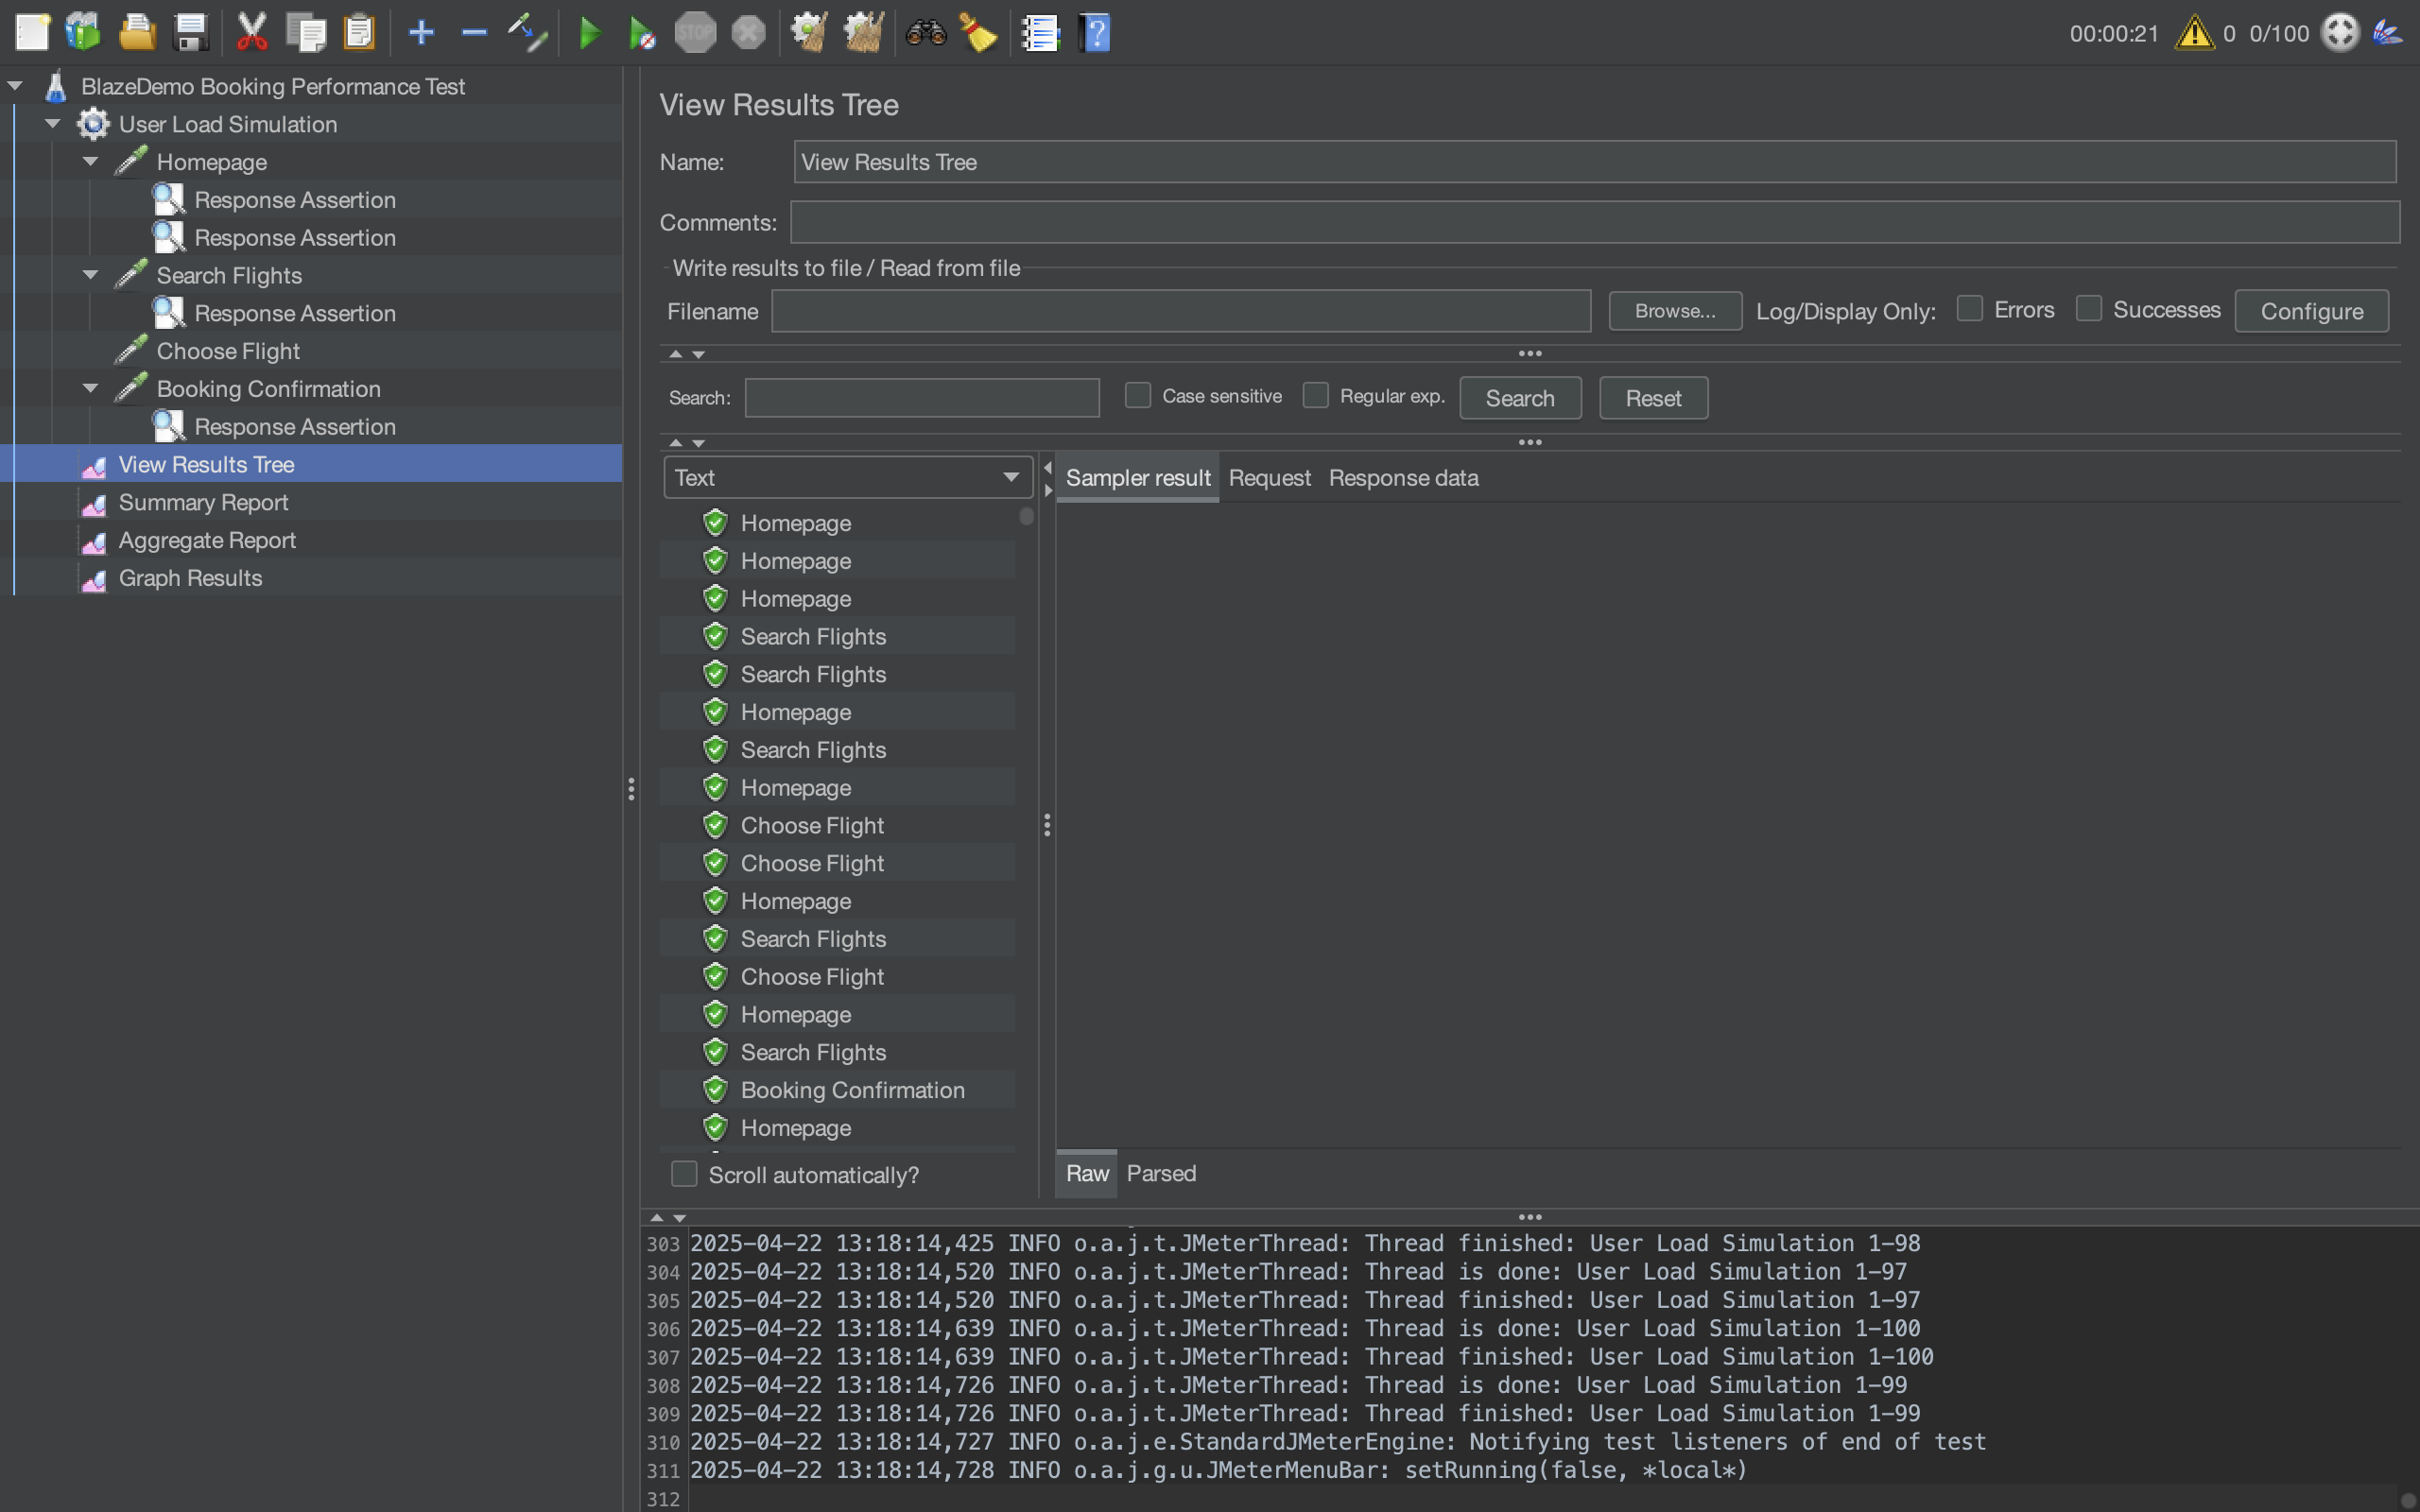 STOP
00:00:21
0
0/100
BlazeDemo Booking Performance Test
User Load Simulation
Homepage
Response Assertion
Response Assertion
Search Flights
Response Assertion
Choose Flight
Booking Confirmation
Response Assertion
View Results Tree
Summary Report
Aggregate Report
Graph Results
View Results Tree
Name: View Results Tree
Comments:
Write results to file / Read from file
Filename Browse... Log/Display Only: Errors Successes Configure
Search: Case sensitive Regular exp. Search Reset
Text
Sampler result Request Response data
Homepage
Homepage
Homepage
Search Flights
Search Flights
Homepage
Search Flights
Homepage
Choose Flight
Choose Flight
Homepage
Search Flights
Choose Flight
Homepage
Search Flights
Booking Confirmation
Homepage
Scroll automatically?
Raw Parsed
303 2025-04-22 13:18:14,425 INFO o.a.j.t.JMeterThread: Thread finished: User Load Simulation 1-98
304 2025-04-22 13:18:14,520 INFO o.a.j.t.JMeterThread: Thread is done: User Load Simulation 1-97
305 2025-04-22 13:18:14,520 INFO o.a.j.t.JMeterThread: Thread finished: User Load Simulation 1-97
306 2025-04-22 13:18:14,639 INFO o.a.j.t.JMeterThread: Thread is done: User Load Simulation 1-100
307 2025-04-22 13:18:14,639 INFO o.a.j.t.JMeterThread: Thread finished: User Load Simulation 1-100
308 2025-04-22 13:18:14,726 INFO o.a.j.t.JMeterThread: Thread is done: User Load Simulation 1-99
309 2025-04-22 13:18:14,726 INFO o.a.j.t.JMeterThread: Thread finished: User Load Simulation 1-99
310 2025-04-22 13:18:14,727 INFO o.a.j.e.StandardJMeterEngine: Notifying test listeners of end of test
311 2025-04-22 13:18:14,728 INFO o.a.j.g.u.JMeterMenuBar: setRunning(false, *local*)
312